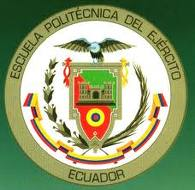 ESCUELA POLITÉCNICA DEL EJÉRCITO
ECUADOR